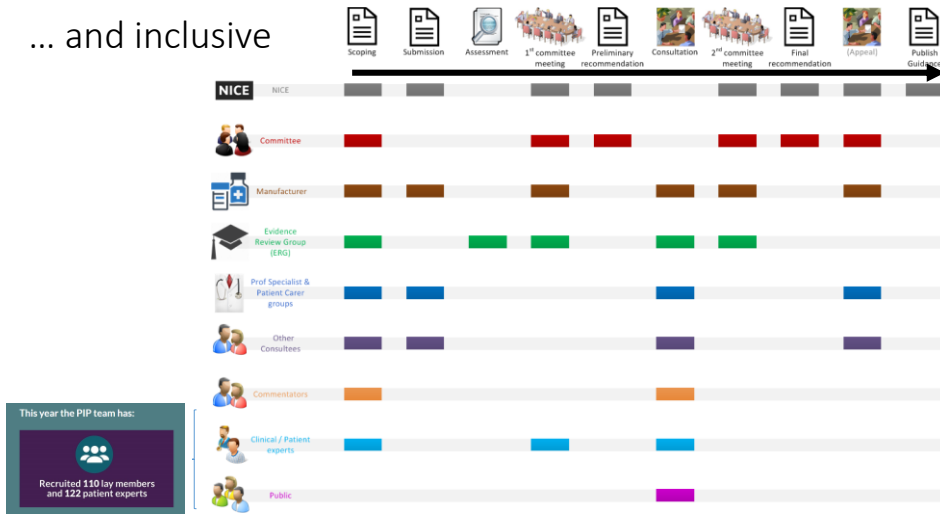 ... and inclusive
Scoping
Submission
Assessment
1st committee
meeting
Preliminary
recommendation
Consultation
2nd committee
meeting
Final
recommendation
(Appeal)
Publish
Guidance
NICE
NICE
Committee
Manufacturer
Evidence
Review Group
(ERG)
Prof Specialist &
Patient Carer
groups
Other
Consultees
Commentators
Clinical / Patient
experts
Public
This year the PIP team has:
Recruited 110 lay members
and 122 patient experts